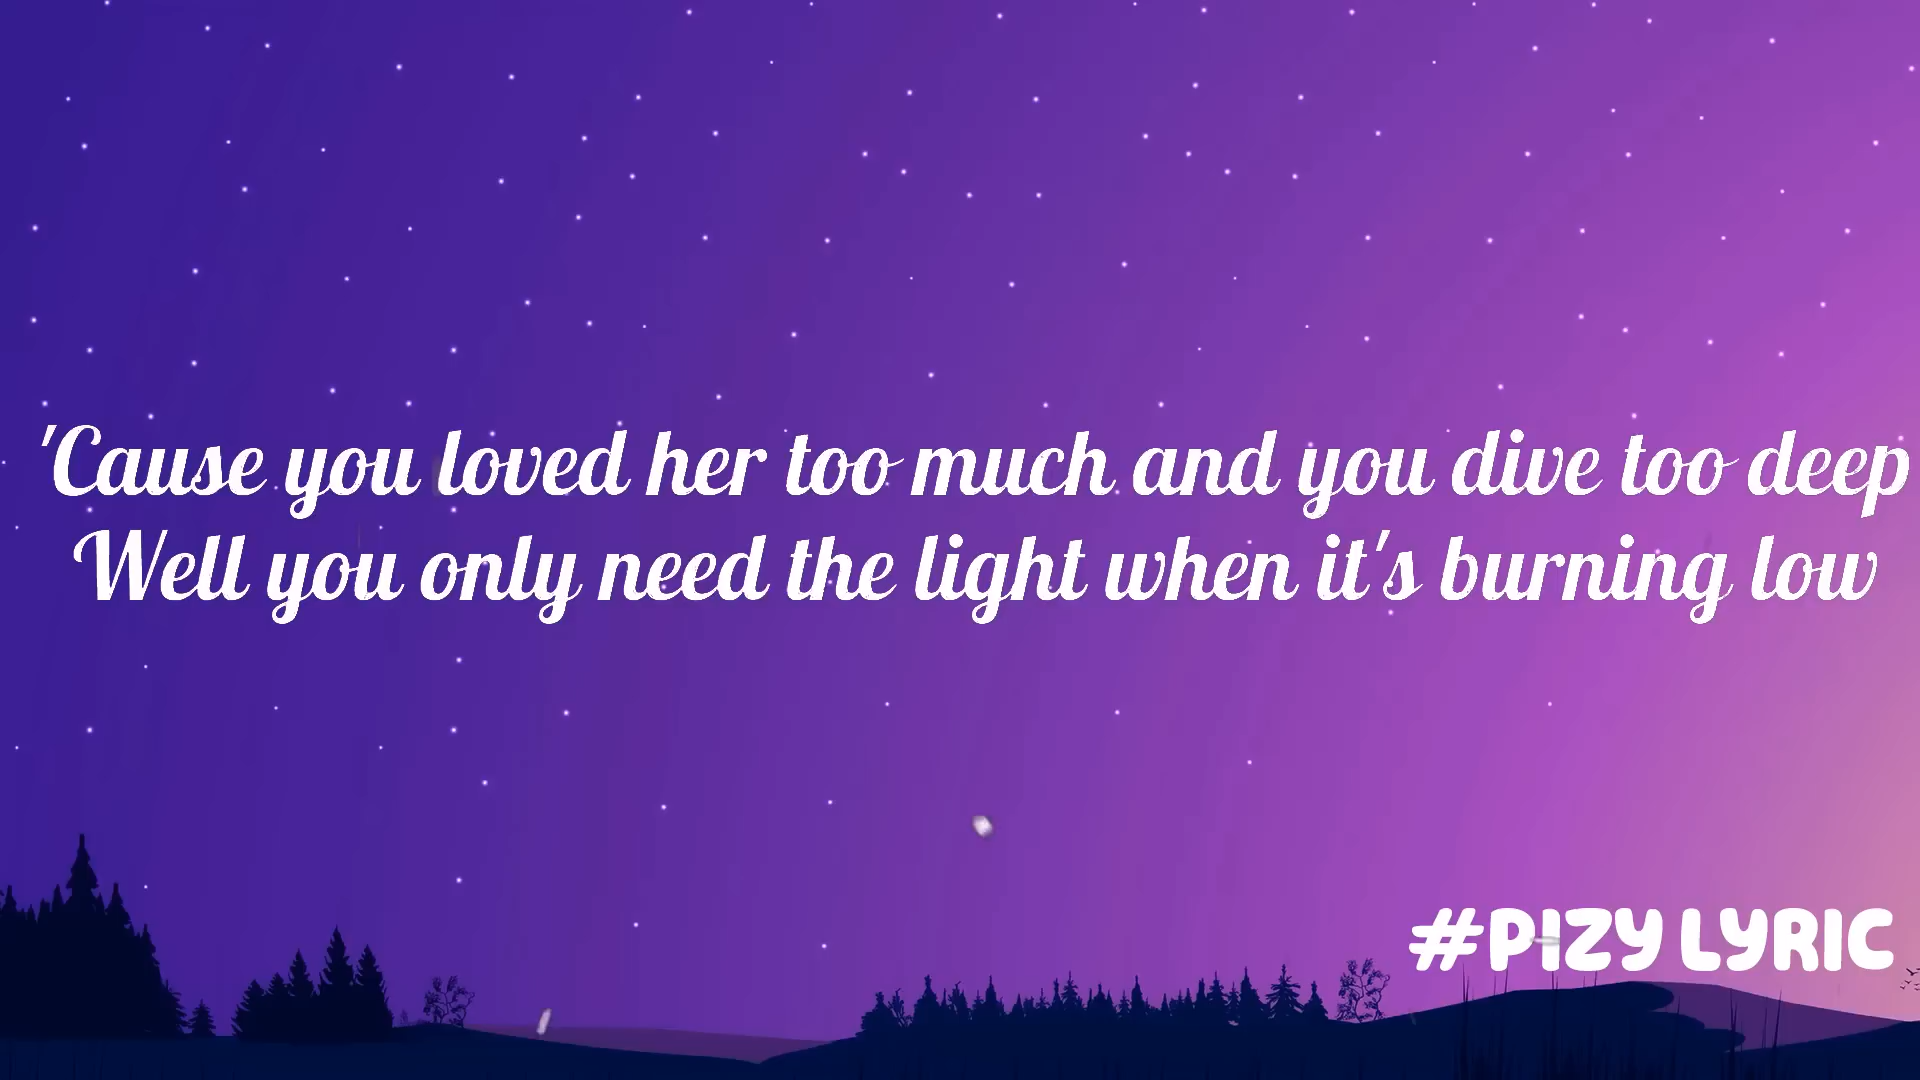 'Cause you loved her too much and you dive too deep
Well you only need the light when it's burning low
#PIZY LYRIC